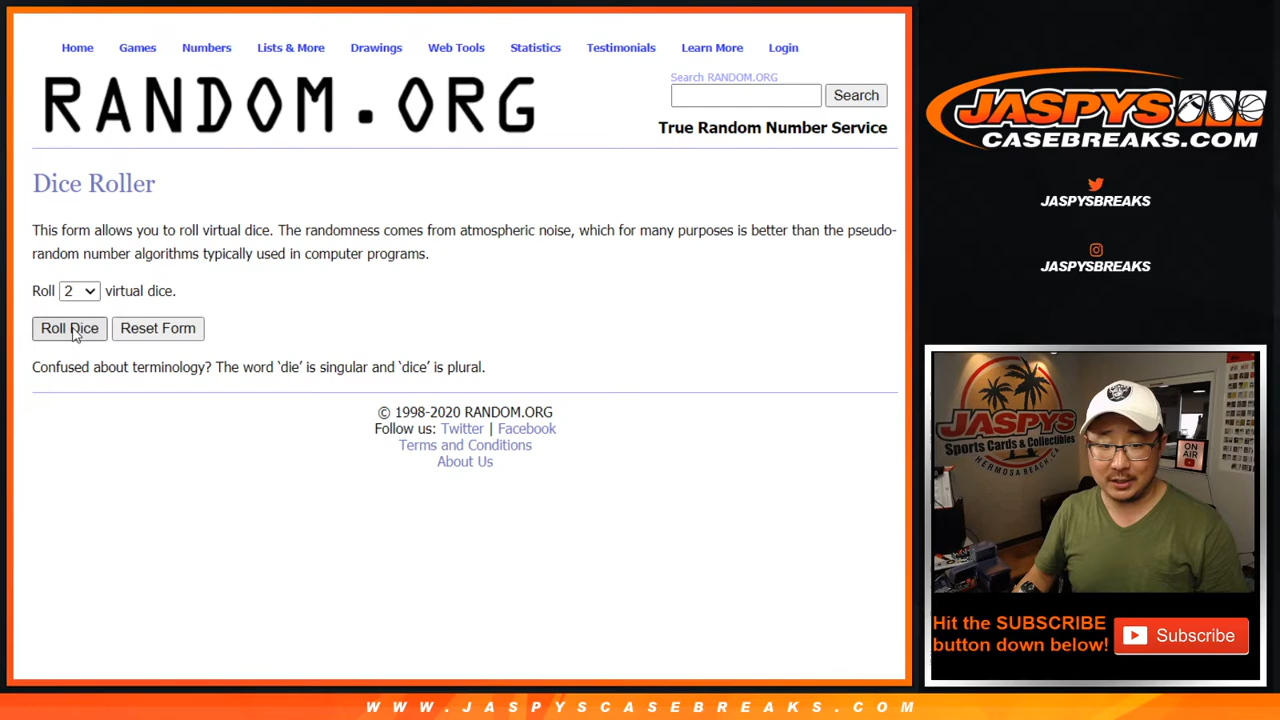 Home Games Numbers Lists & More Drawings Web Tools Statistics Testimonials Learn More Login
RANDOM.ORG
Search RANDOM.ORG
Search
True Random Number Service
Dice Roller
This form allows you to roll virtual dice. The randomness comes from atmospheric noise, which for many purposes is better than the pseudo-
random number algorithms typically used in computer programs.
Roll 2 virtual dice.
Roll Dice Reset Form
Confused about terminology? The word ‘die’ is singular and ‘dice’ is plural.
© 1998-2020 RANDOM.ORG
Follow us: Twitter | Facebook
Terms and Conditions
About Us
JASPYS
CASEBREAKS.COM
JASPYSBREAKS
JASPYSBREAKS
JASPYS
Sports Cards & Collectibles
HERMOSA BEACH, CA
ON
AIR
Hit the SUBSCRIBE
button down below!
Subscribe
WWW.JASPYSCASEBREAKS.COM